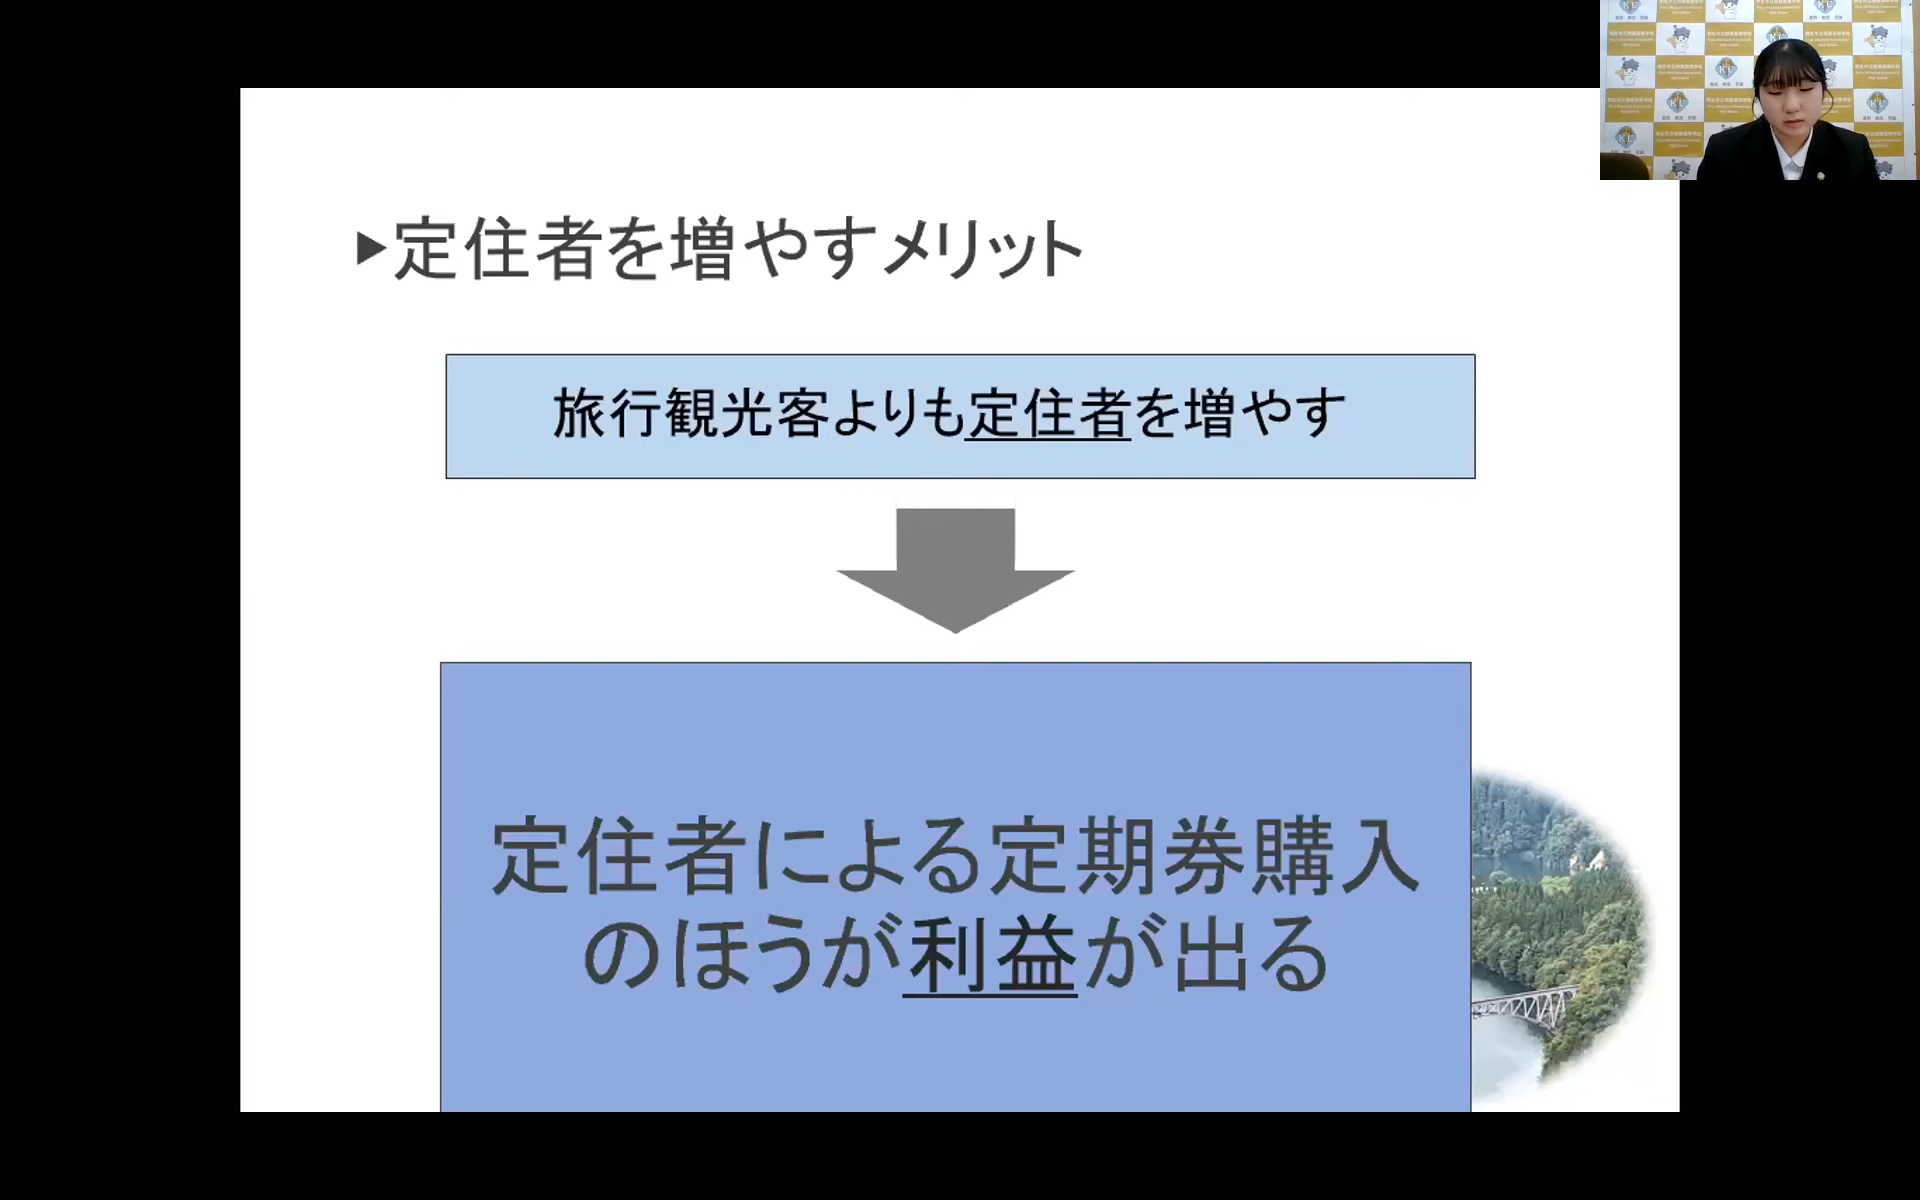 ▶定住者を増やすメリット
旅行観光客よりも定住者を増やす
定住者による定期券購入
のほうが利益が出る